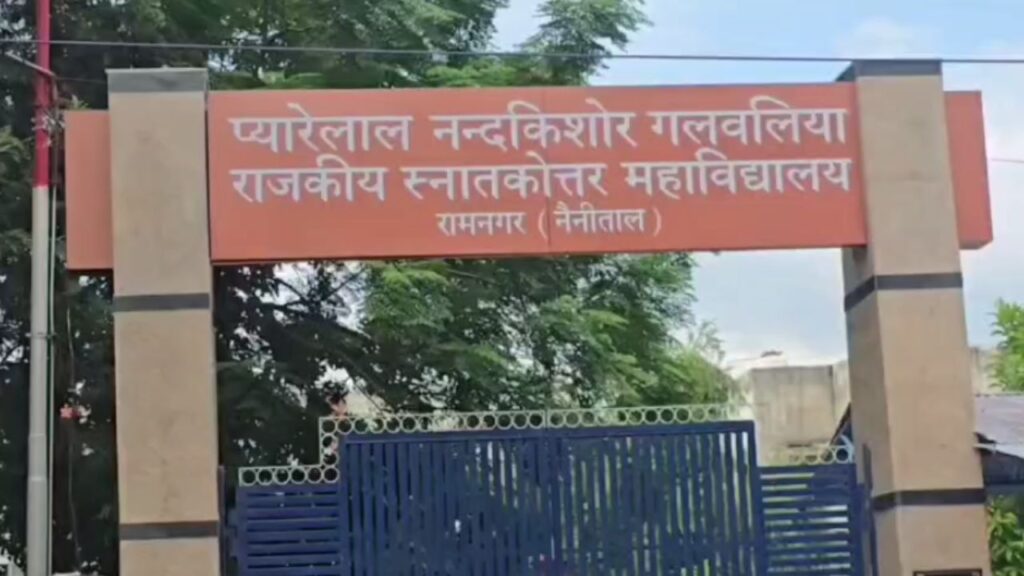 प्यारेलाल नन्दकिशोर गलवलिया
राजकीय स्नातकोत्तर महाविद्यालय
रामनगर ( नैनीताल )